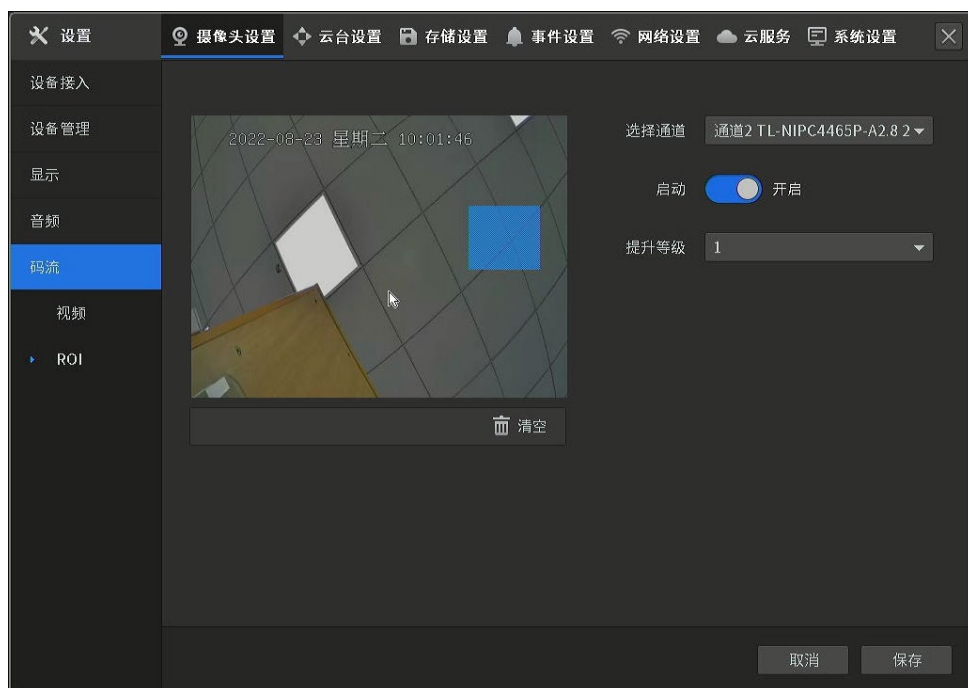 设置
摄像头设置 云台设置 存储设置 事件设置 网络设置 云服务 系统设置
设备接入
设备管理
显示
音频
码流
视频
ROI
2022-08-23 星期二 10:01:46
清空
选择通道 通道2 TL-NIPC4465P-A2.8 2
启动 开启
提升等级 1
取消 保存